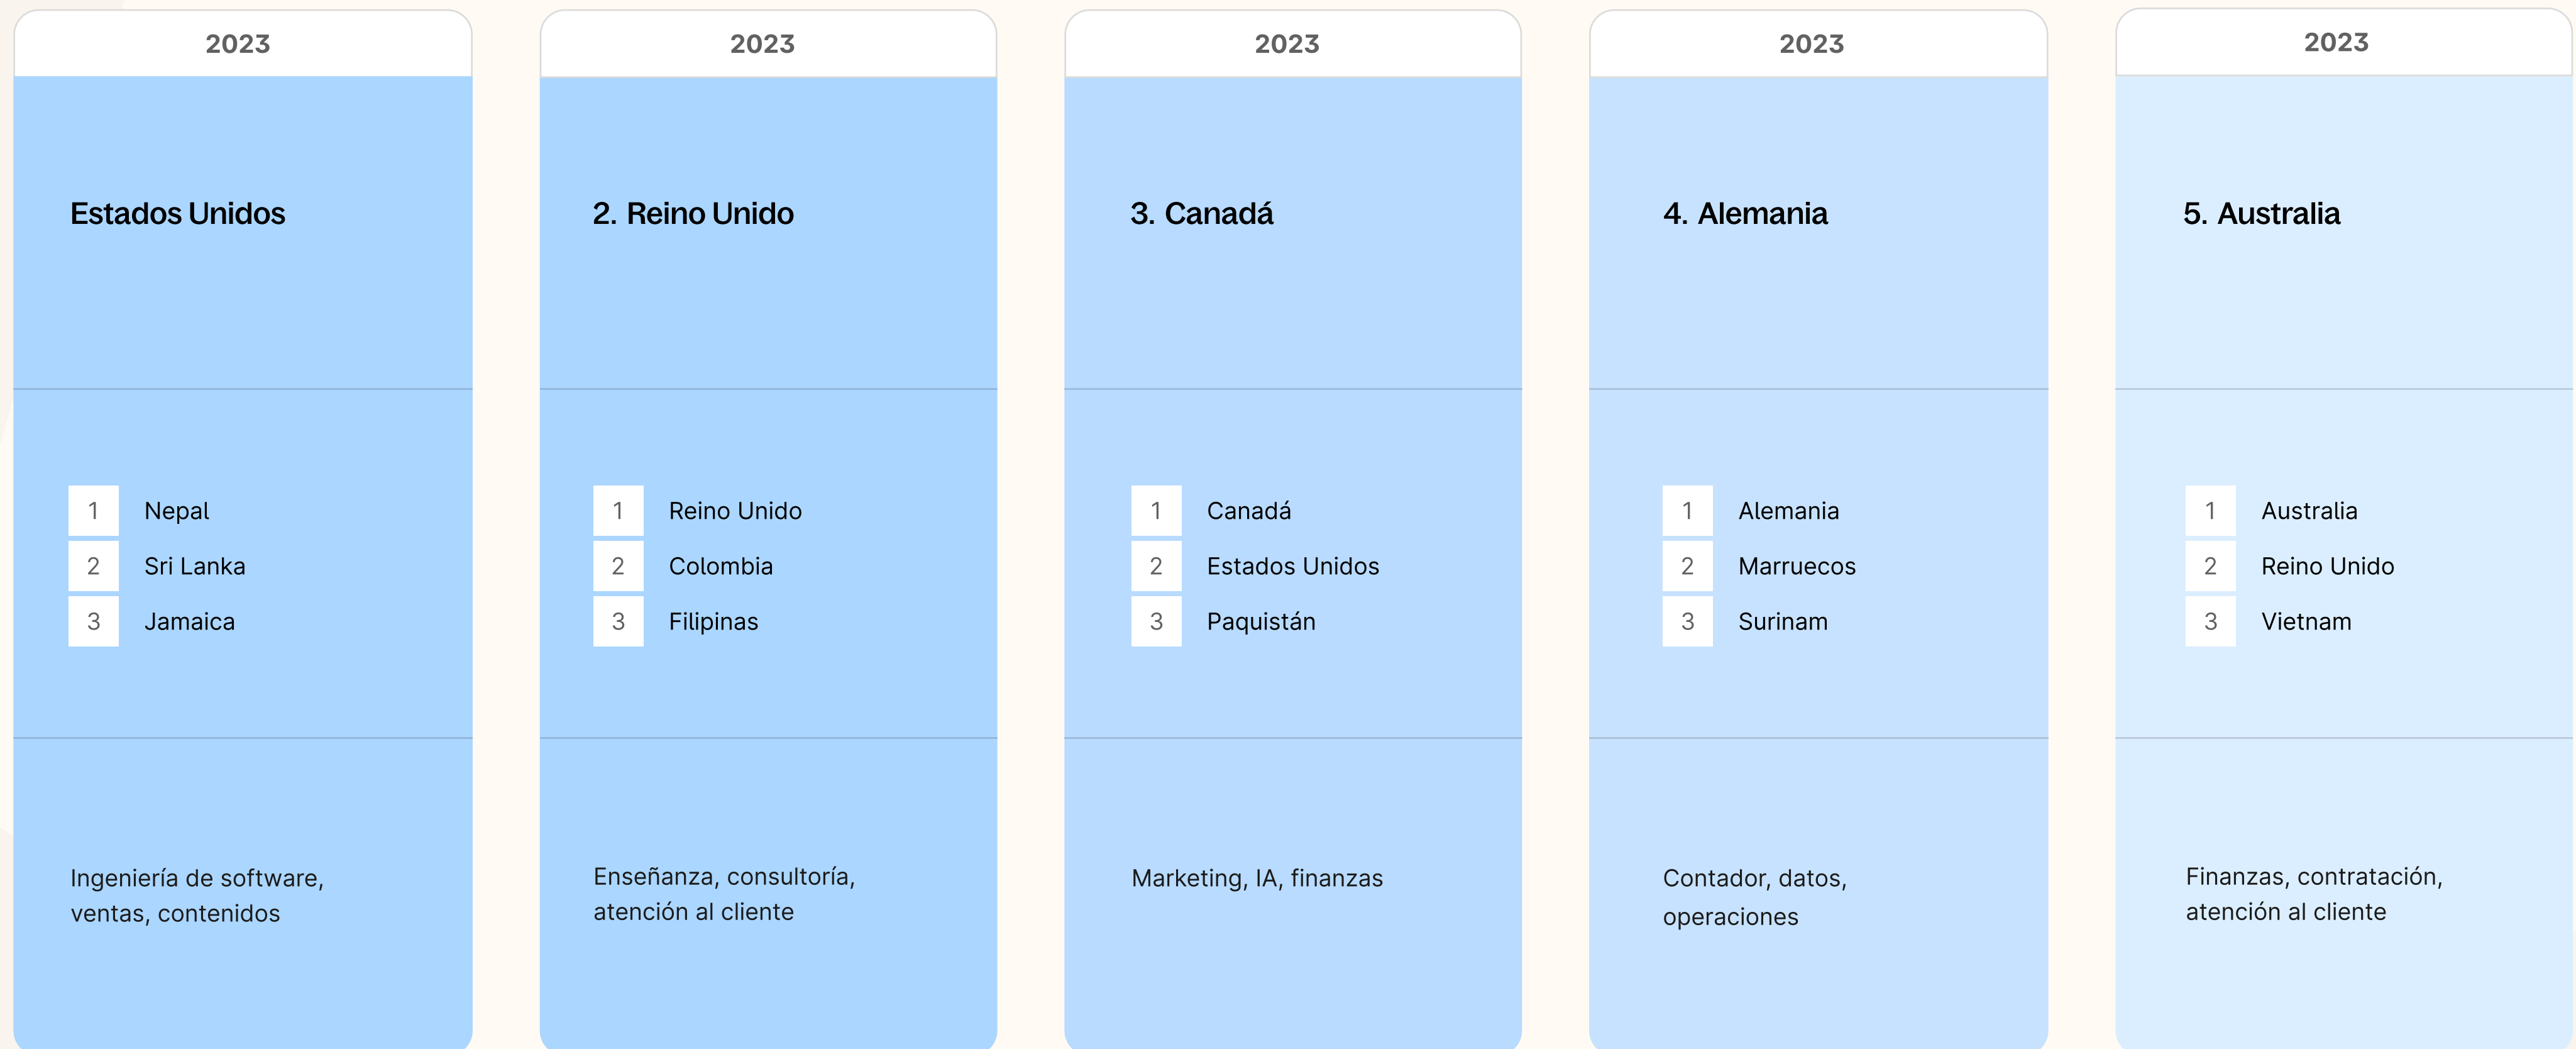 2023
Estados Unidos
1 Nepal
2 Sri Lanka
3 Jamaica
Ingeniería de software,
ventas, contenidos
2023
2. Reino Unido
1 Reino Unido
2 Colombia
3 Filipinas
Enseñanza, consultoría,
atención al cliente
2023
3. Canadá
1 Canadá
2 Estados Unidos
3 Paquistán
Marketing, IA, finanzas
2023
4. Alemania
1 Alemania
2 Marruecos
3 Surinam
Contador, datos,
operaciones
2023
5. Australia
1 Australia
2 Reino Unido
3 Vietnam
Finanzas, contratación,
atención al cliente